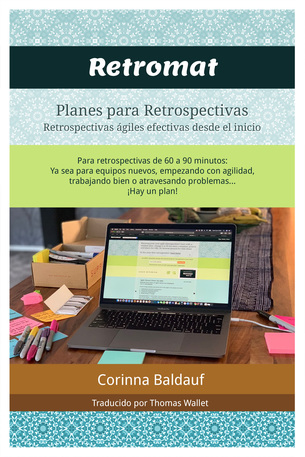 Retromat
Planes para Retrospectivas
Retrospectivas ágiles efectivas desde el inicio
Para retrospectivas de 60 a 90 minutos:
Ya sea para equipos nuevos, empezando con agilidad,
trabajando bien o atravesando problemas...
¡Hay un plan!
Corinna Baldauf
Traducido por Thomas Wallet